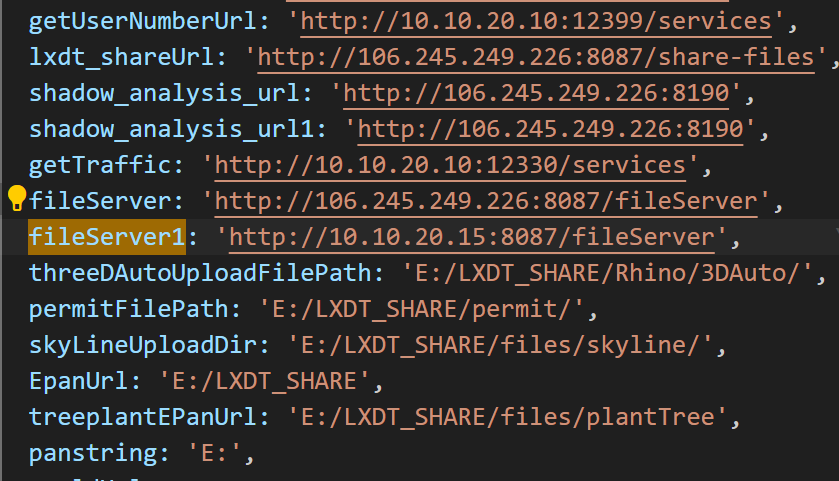 getUserNumberUrl: 'http://10.10.20.10:12399/services',
lxdt_shareUrl: 'http://106.245.249.226:8087/share-files',
shadow_analysis_url: 'http://106.245.249.226:8190',
shadow_analysis_url1: 'http://106.245.249.226:8190',
getTraffic: 'http://10.10.20.10:12330/services',
fileServer: 'http://106.245.249.226:8087/fileServer',
fileServer1: 'http://10.10.20.15:8087/fileServer',
threeDAutoUploadFilePath: 'E:/LXDT_SHARE/Rhino/3DAuto/',
permitFilePath: 'E:/LXDT_SHARE/permit/',
skyLineUploadDir: 'E:/LXDT_SHARE/files/skyline/',
EpanUrl: 'E:/LXDT_SHARE',
treeplantEPanUrl: 'E:/LXDT_SHARE/files/plantTree',
panstring: 'E:',